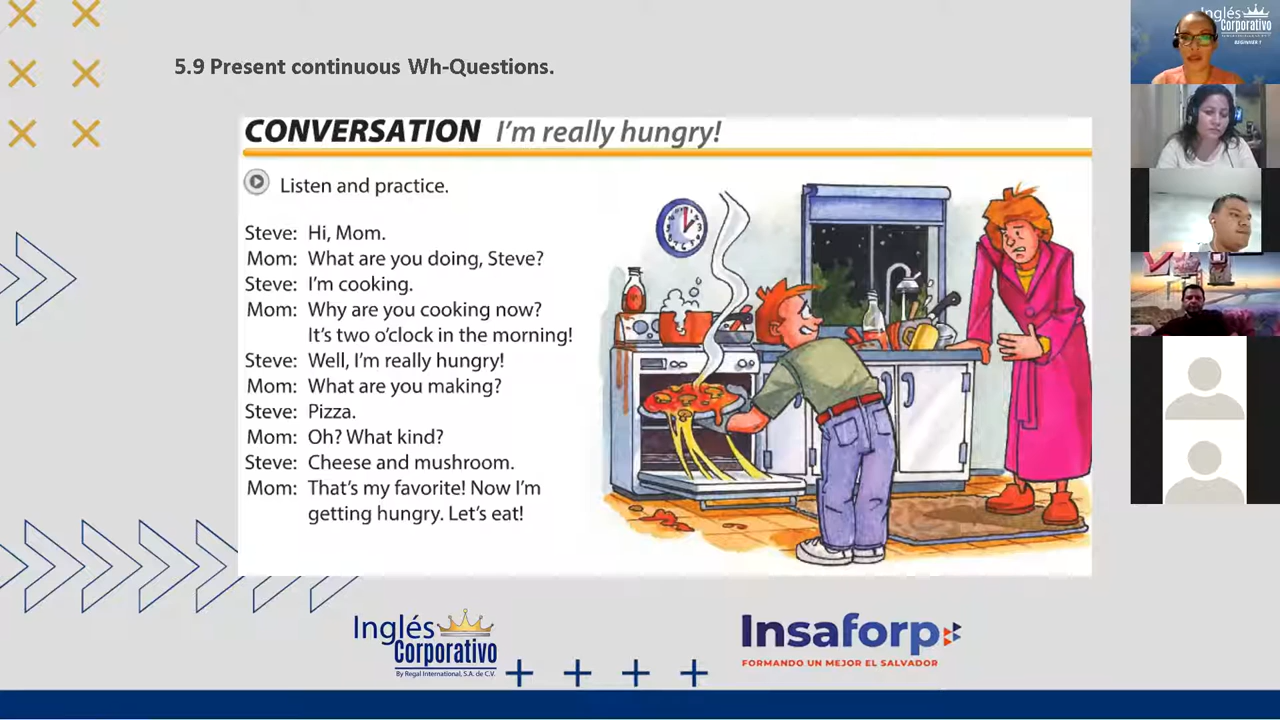 Inglés
Corporativo
BEGINNER 1
5.9 Present continuous Wh-Questions.
CONVERSATION I'm really hungry!
Listen and practice.
Steve: Hi, Mom.
Mom: What are you doing, Steve?
Steve: I'm cooking.
Mom: Why are you cooking now?
It's two o'clock in the morning!
Steve: Well, I'm really hungry!
Mom: What are you making?
Steve: Pizza.
Mom: Oh? What kind?
Steve: Cheese and mushroom.
Mom: That's my favorite! Now I'm
getting hungry. Let's eat!
Inglés
Corporativo
By Regal International, S.A. de C.V.
Insaforp
FORMANDO UN MEJOR EL SALVADOR